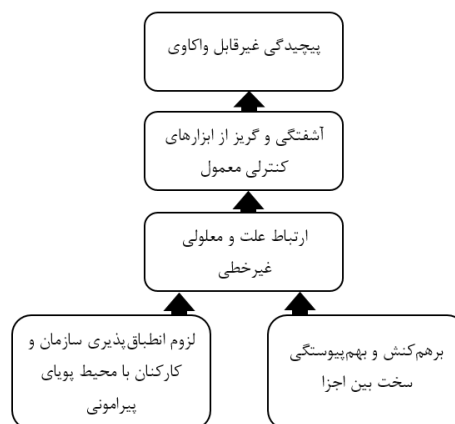 پیچیدگی غیرقابل واکاوی
آشفتگی و گریز از ابزارهای
کنترلی معمول
ارتباط علت و معلولی
غیرخطی
برهم‌کنش و بهم‌پیوستگی
سخت بین اجزا
لزوم انطباق‌پذیری سازمان و
کارکنان با محیط پویای
پیرامونی